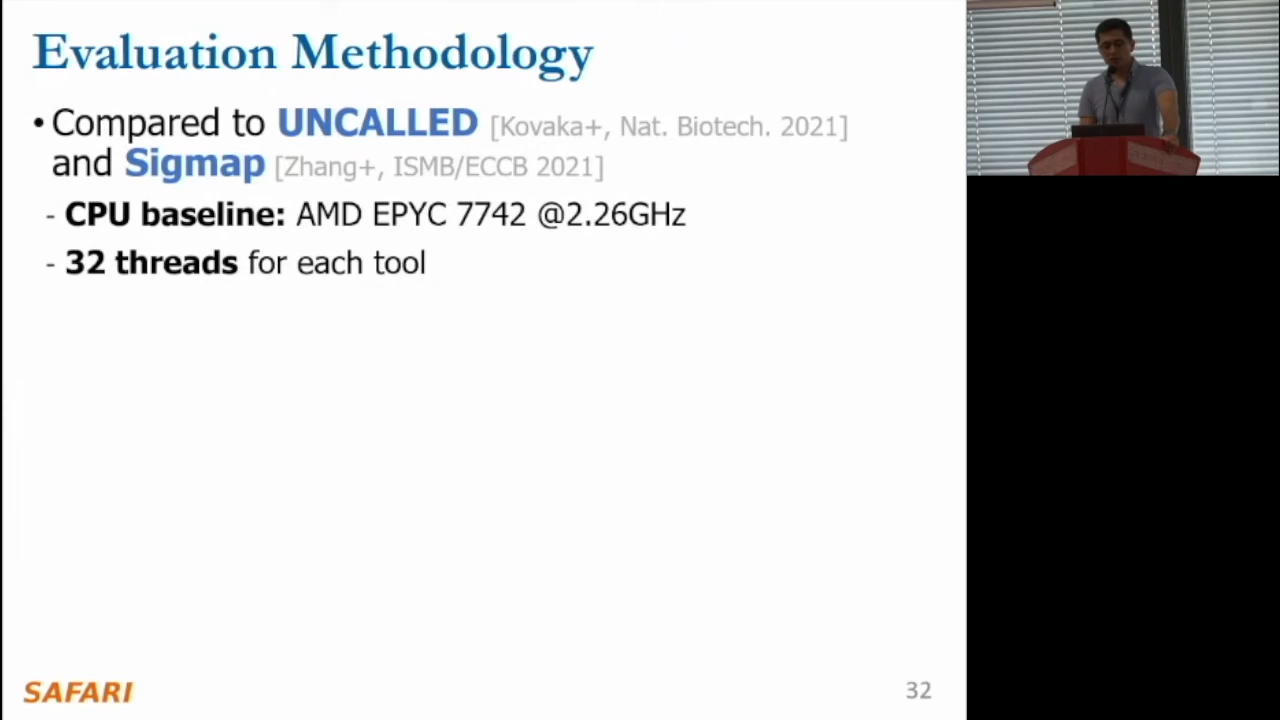 Evaluation Methodology
• Compared to UNCALLED [Kovaka+, Nat. Biotech. 2021]
and Sigmap [Zhang+, ISMB/ECCB 2021]
- CPU baseline: AMD EPYC 7742 @2.26GHz
- 32 threads for each tool
SAFARI
32